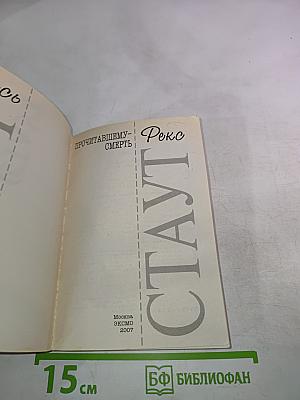 СЬ
ПРОЧИТАВШЕМУ–
СМЕРТЬ
Рекс
СТАУТ
Москва
ЭКСМО
2007
15 см
БФ БИБЛИОФАН